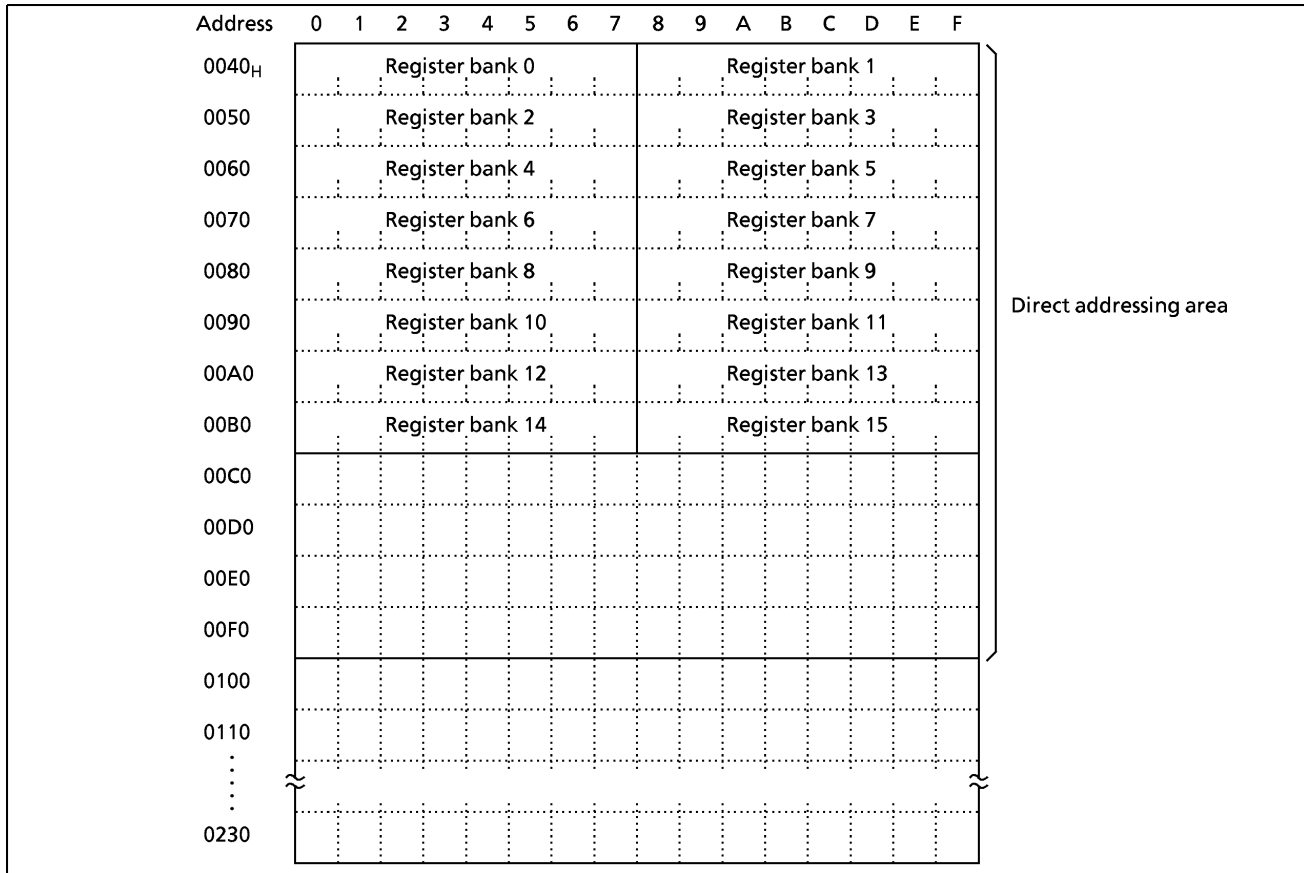 Address 0 1 2 3 4 5 6 7 8 9 A B C D E F
0040H Register bank 0 Register bank 1
0050 Register bank 2 Register bank 3
0060 Register bank 4 Register bank 5
0070 Register bank 6 Register bank 7
0080 Register bank 8 Register bank 9
0090 Register bank 10 Register bank 11
Direct addressing area
00A0 Register bank 12 Register bank 13
00B0 Register bank 14 Register bank 15
00C0
00D0
00E0
00F0
0100
0110
0230